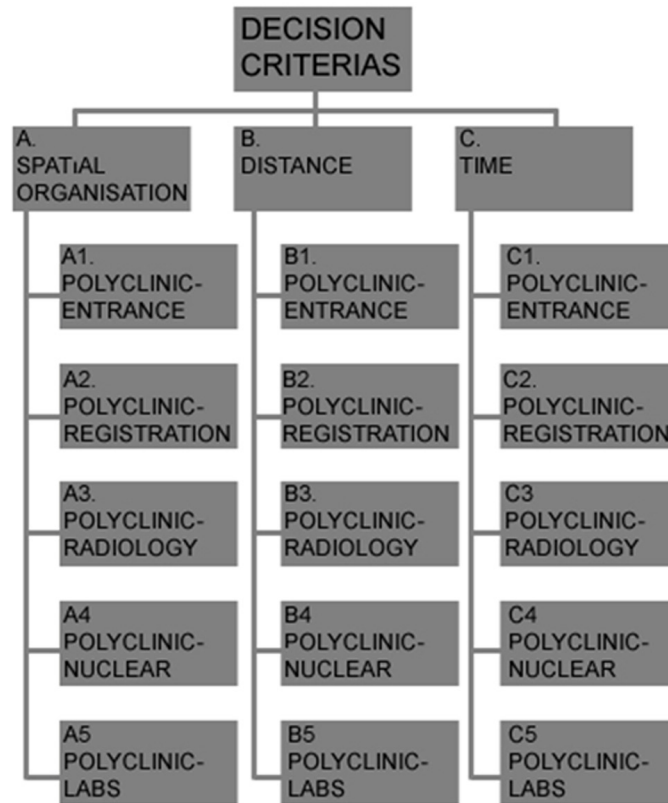 DECISION
CRITERIAS
A.
SPATıAL
ORGANISATION
B.
DISTANCE
C.
TIME
A1.
POLYCLINIC-
ENTRANCE
A2.
POLYCLINIC-
REGISTRATION
A3.
POLYCLINIC-
RADIOLOGY
A4
POLYCLINIC-
NUCLEAR
A5
POLYCLINIC-
LABS
B1.
POLYCLINIC-
ENTRANCE
B2.
POLYCLINIC-
REGISTRATION
B3.
POLYCLINIC-
RADIOLOGY
B4
POLYCLINIC-
NUCLEAR
B5
POLYCLINIC-
LABS
C1.
POLYCLINIC-
ENTRANCE
C2.
POLYCLINIC-
REGISTRATION
C3
POLYCLINIC-
RADIOLOGY
C4
POLYCLINIC-
NUCLEAR
C5
POLYCLINIC-
LABS